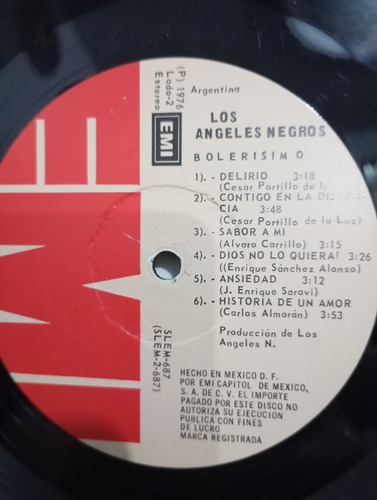 Argentina
(P) 1976
Lado-2
Estereo
EMI
LOS
ANGELES NEGROS
BOLERISIMO
1). - DELIRIO 3:18
(Cesar Portillo de la
2). - CONTIGO EN LA
CIA 3:48
(Cesar Portillo de la Luz)
3). - SABOR A MI
(Alvaro Carrillo) 3:15
4). - DIOS NO LO QUIERA! 3:26
((Enrique Sánchez Alonso)
5). - ANSIEDAD 3:12
(J. Enrique Saravi)
6). - HISTORIA DE UN AMOR
(Carlos Almarán) 3:53
Producción de Los
Angeles N.
SLEM-687
(SLEM-2-687)
HECHO EN MEXICO D. F.
POR EMI CAPITOL DE MEXICO,
S. A. DE C. V. EL IMPORTE
PAGADO POR ESTE DISCO NO
AUTORIZA SU EJECUCION
PUBLICA CON FINES
DE LUCRO
MARCA REGISTRADA